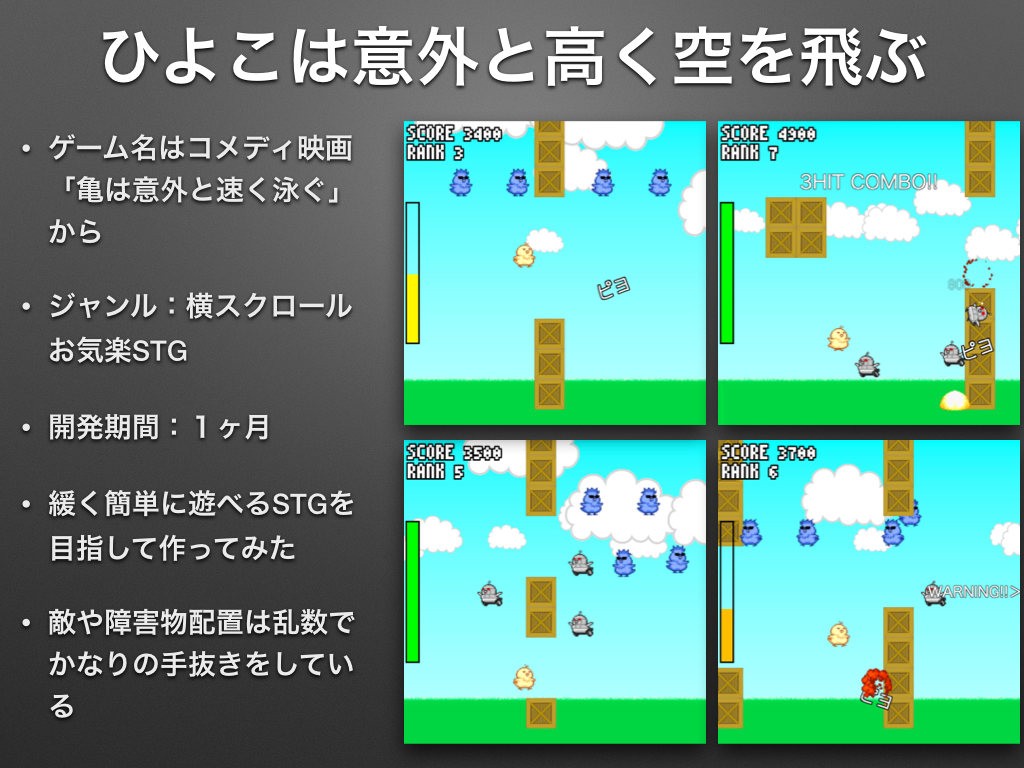 ひよこは意外と高く空を飛ぶ
• ゲーム名はコメディ映画
「亀は意外と速く泳ぐ」
から
• ジャンル：横スクロール
お気楽STG
• 開発期間：１ヶ月
• 緩く簡単に遊べるSTGを
目指して作ってみた
• 敵や障害物配置は乱数で
かなりの手抜きをしてい
る
SCORE 3400
RANK 3
ピヨ
SCORE 4900
RANK 7
3HIT COMBO!!
ピヨ
SCORE 3500
RANK 5
SCORE 3700
RANK 6
WARNING!!>
ピヨ